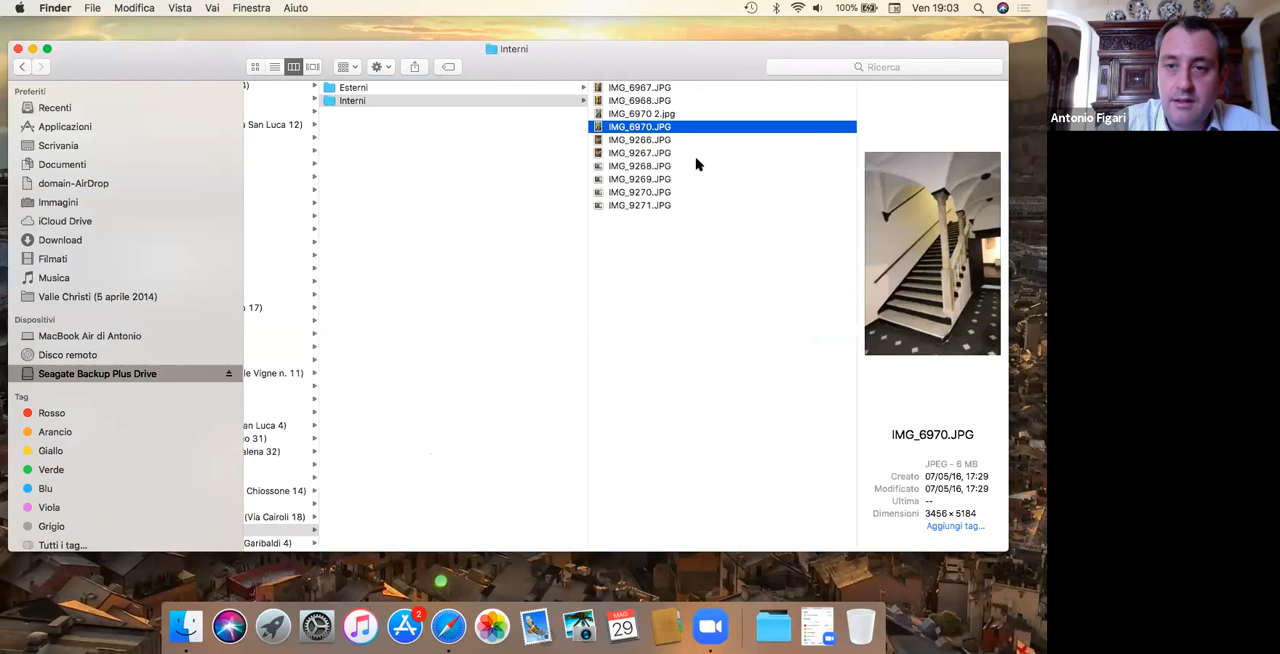 Finder File Modifica Vista Vai Finestra Aiuto 100% Ven 19:03
Interni
Ricerca
Antonio Figari
Preferiti
Recenti
Applicazioni
Scrivania
Documenti
domain-AirDrop
Immagini
iCloud Drive
Download
Filmati
Musica
Valle Christi (5 aprile 2014)
Dispositivi
MacBook Air di Antonio
Disco remoto
Seagate Backup Plus Drive
Tag
Rosso
Arancio
Giallo
Verde
Blu
Viola
Grigio
Tutti i tag...
4)
a San Luca 12)
o 17)
le Vigne n. 11)
an Luca 4)
o 31)
alena 32)
Chiossone 14)
(Via Cairoli 18)
Garibaldi 4)
Esterni
Interni
IMG_6967.JPG
IMG_6968.JPG
IMG_6970 2.jpg
IMG_6970.JPG
IMG_9266.JPG
IMG_9267.JPG
IMG_9268.JPG
IMG_9269.JPG
IMG_9270.JPG
IMG_9271.JPG
IMG_6970.JPG
JPEG - 6 MB
Creato 07/05/16, 17:29
Modificato 07/05/16, 17:29
Ultima --
Dimensioni 3456 × 5184
Aggiungi tag...
2
MAG
29